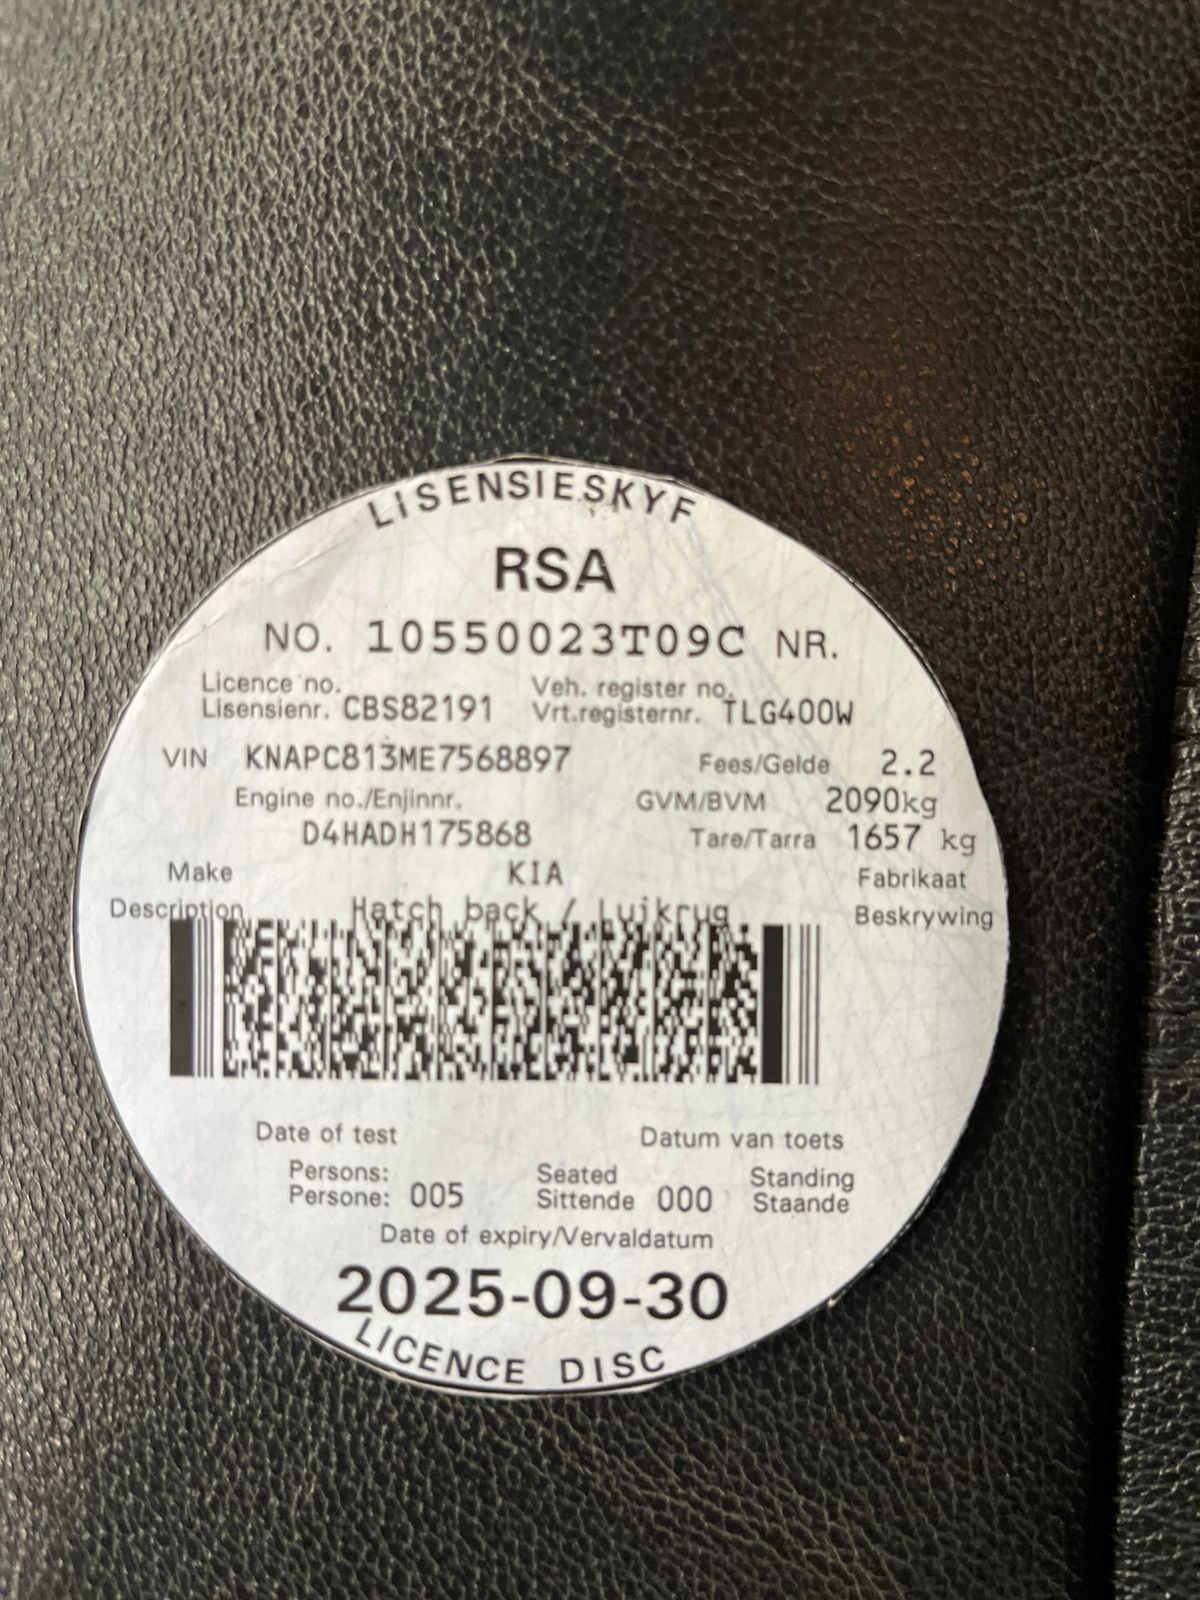 LISENSIESKYF
RSA
NO. 10550023T09C NR.
Licence no. Veh. register no.
Lisensienr. CBS82191 Vrt.registernr. TLG400W
VIN KNAPC813ME7568897 Fees/Gelde 2.2
Engine no./Enjinnr. GVM/BVM 2090kg
D4HADH175868 Tare/Tarra 1657 kg
Make KIA Fabrikaat
Description Hatch back / Luikrug Beskrywing
Date of test Datum van toets
Persons: Seated Standing
Persone: 005 Sittende 000 Staande
Date of expiry/Vervaldatum
2025-09-30
LICENCE DISC